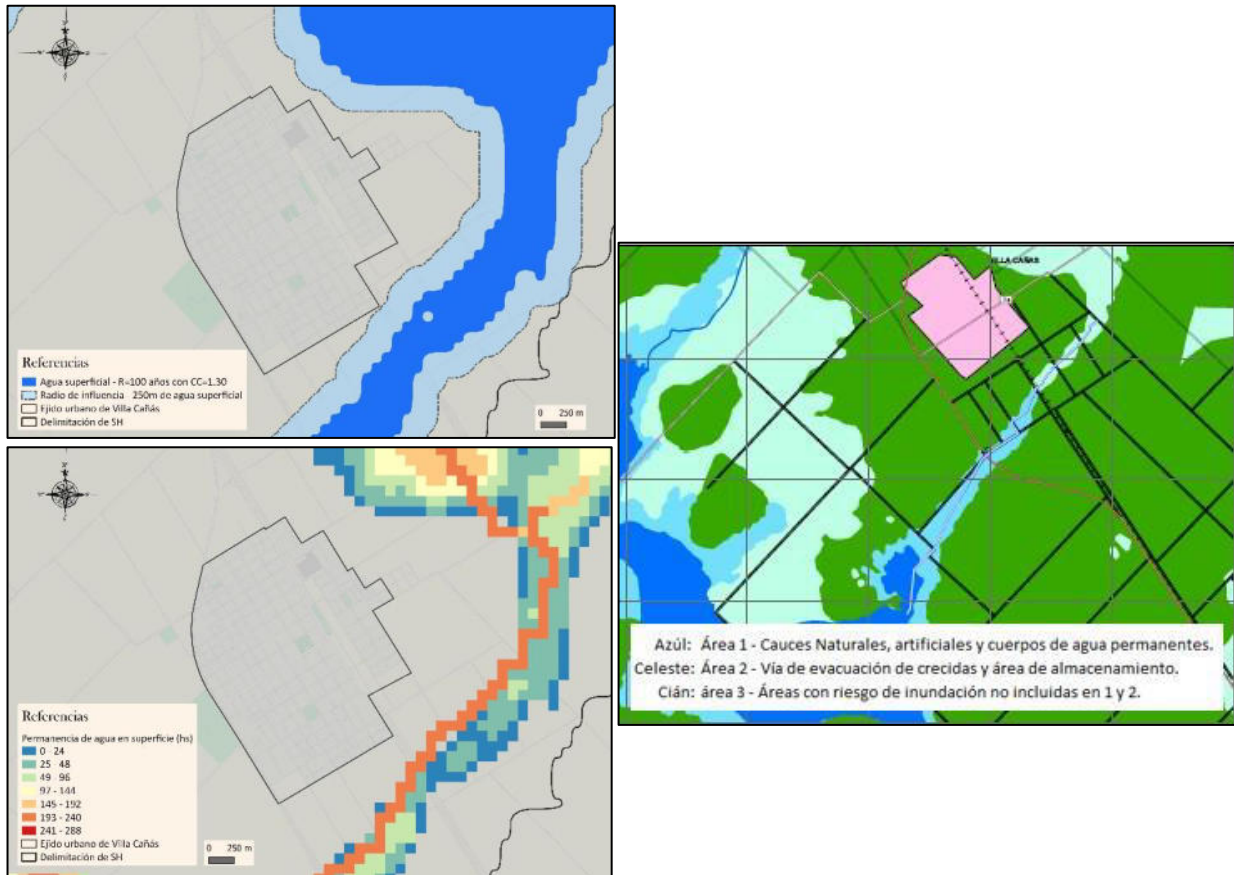 Referencias
Agua superficial - R=100 años con CC=1.30
Radio de influencia - 250m de agua superficial
Ejido urbano de Villa Cañás
Delimitación de SH
0 250 m
Referencias
Permanencia de agua en superficie (hs)
0 - 24
25 - 48
49 - 96
97 - 144
145 - 192
193 - 240
241 - 288
Ejido urbano de Villa Cañás
Delimitación de SH
0 250 m
VILLA CAÑAS
Azúl: Área 1 - Cauces Naturales, artificiales y cuerpos de agua permanentes.
Celeste: Área 2 - Vía de evacuación de crecidas y área de almacenamiento.
Cián: área 3 - Áreas con riesgo de inundación no incluidas en 1 y 2.